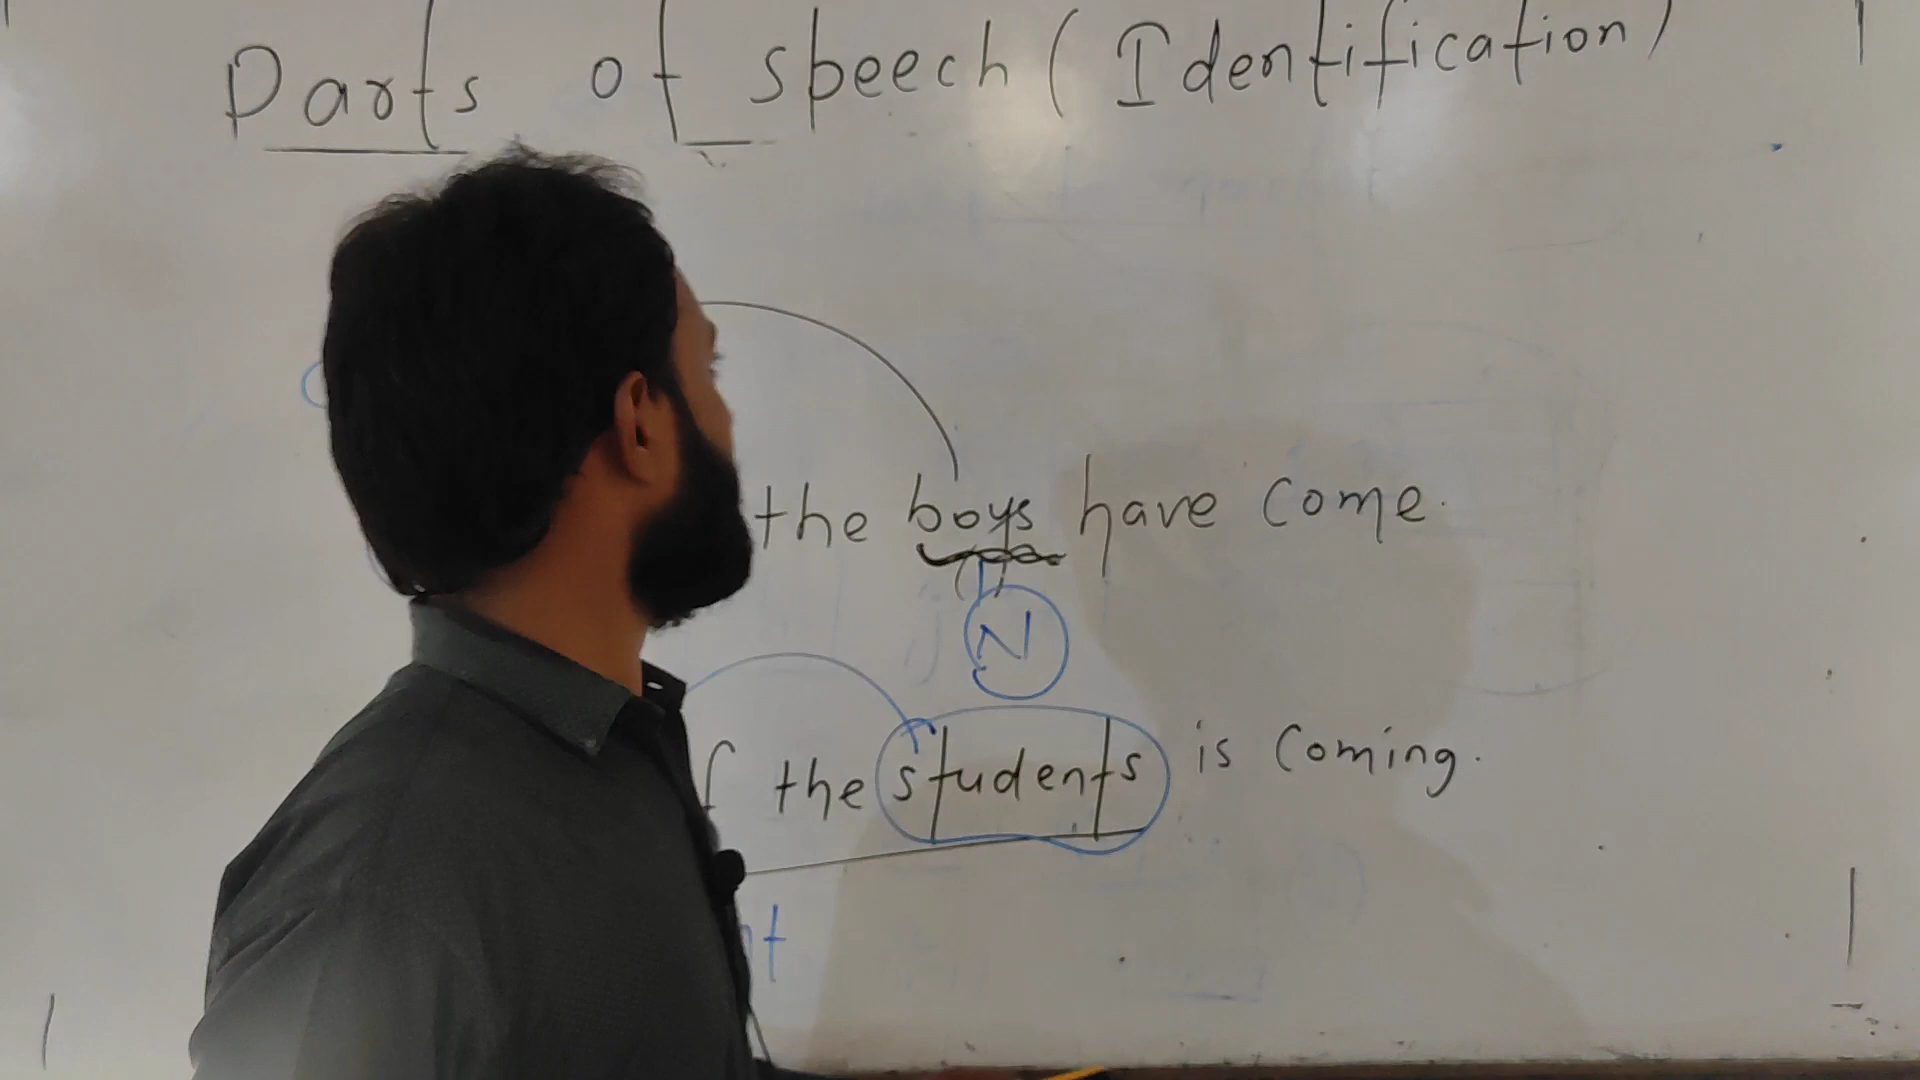 Parts of speech (Identification)
the boys have come.
N
the students is coming.